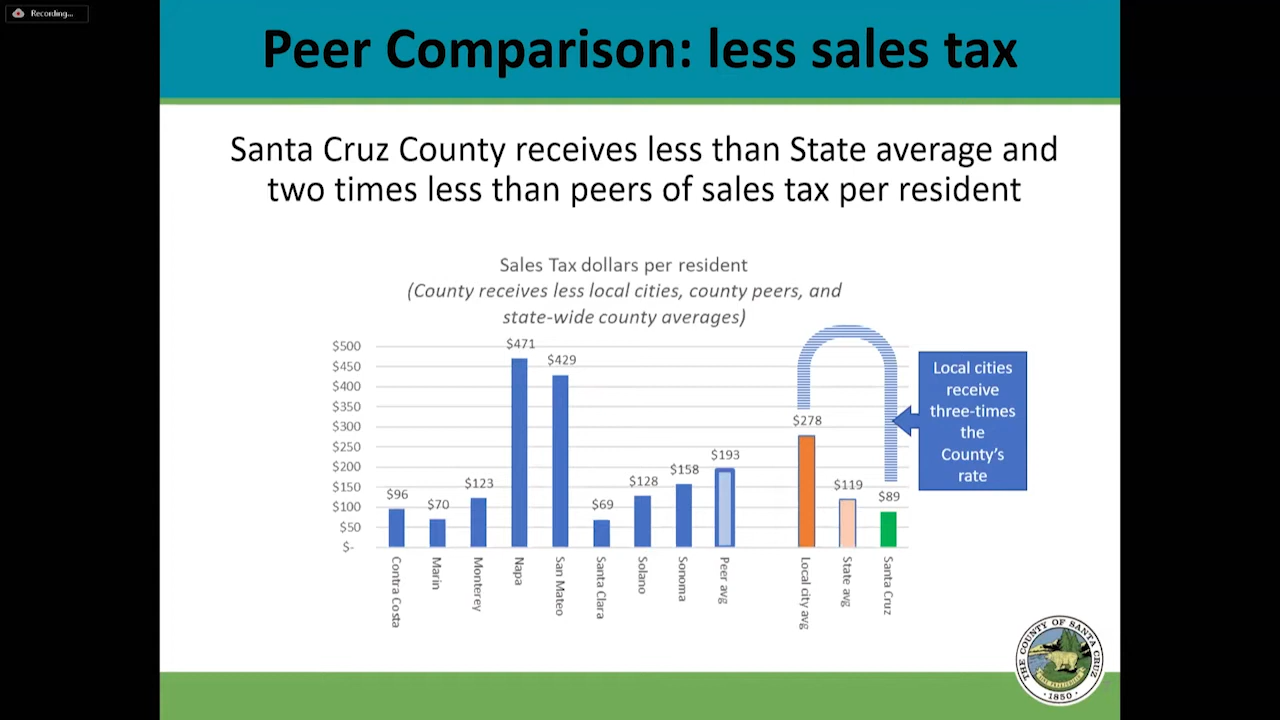 Recording...
Peer Comparison: less sales tax
Santa Cruz County receives less than State average and
two times less than peers of sales tax per resident
Sales Tax dollars per resident
(County receives less local cities, county peers, and
state-wide county averages)
$500
$450
$400
$350
$300
$250
$200
$150
$100
$50
$-
$96
$70
$123
$471
$429
$69
$128
$158
$193
$278
$119
$89
Contra Costa
Marin
Monterey
Napa
San Mateo
Santa Clara
Solano
Sonoma
Peer avg
Local city avg
State avg
Santa Cruz
Local cities
receive
three-times
the
County's
rate
THE COUNTY OF SANTA CRUZ
1850